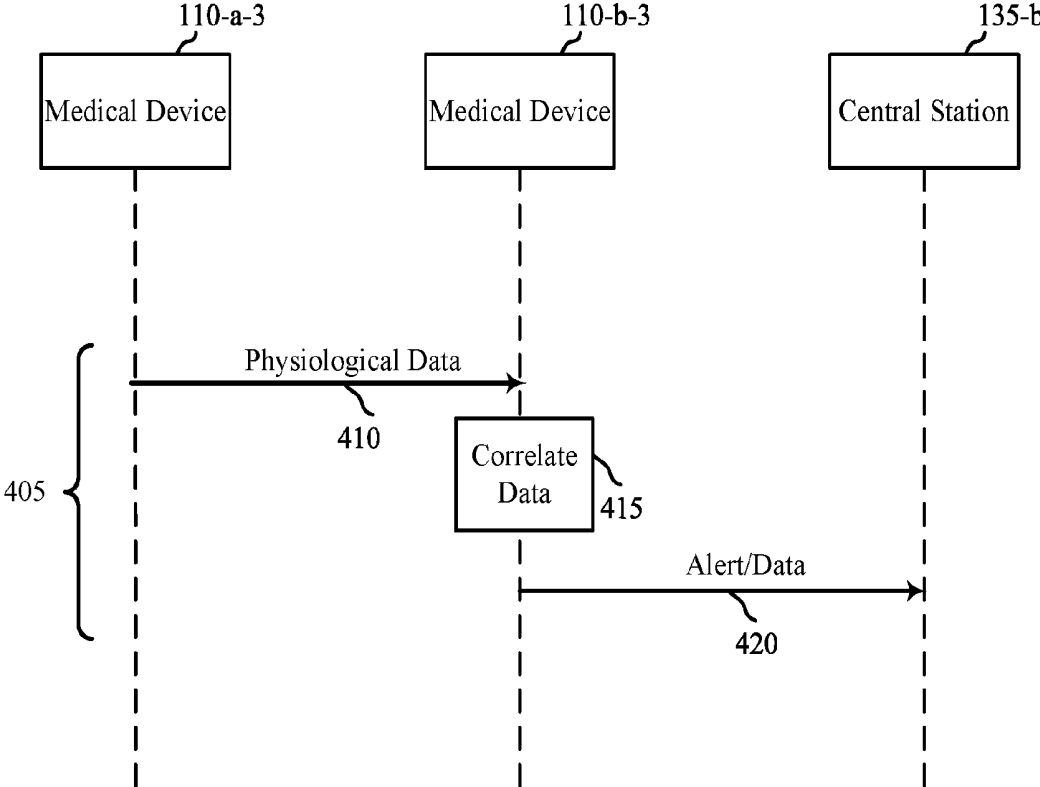 110-a-3
110-b-3
135-b
Medical Device
Medical Device
Central Station
Physiological Data
410
Correlate
Data
415
405
Alert/Data
420